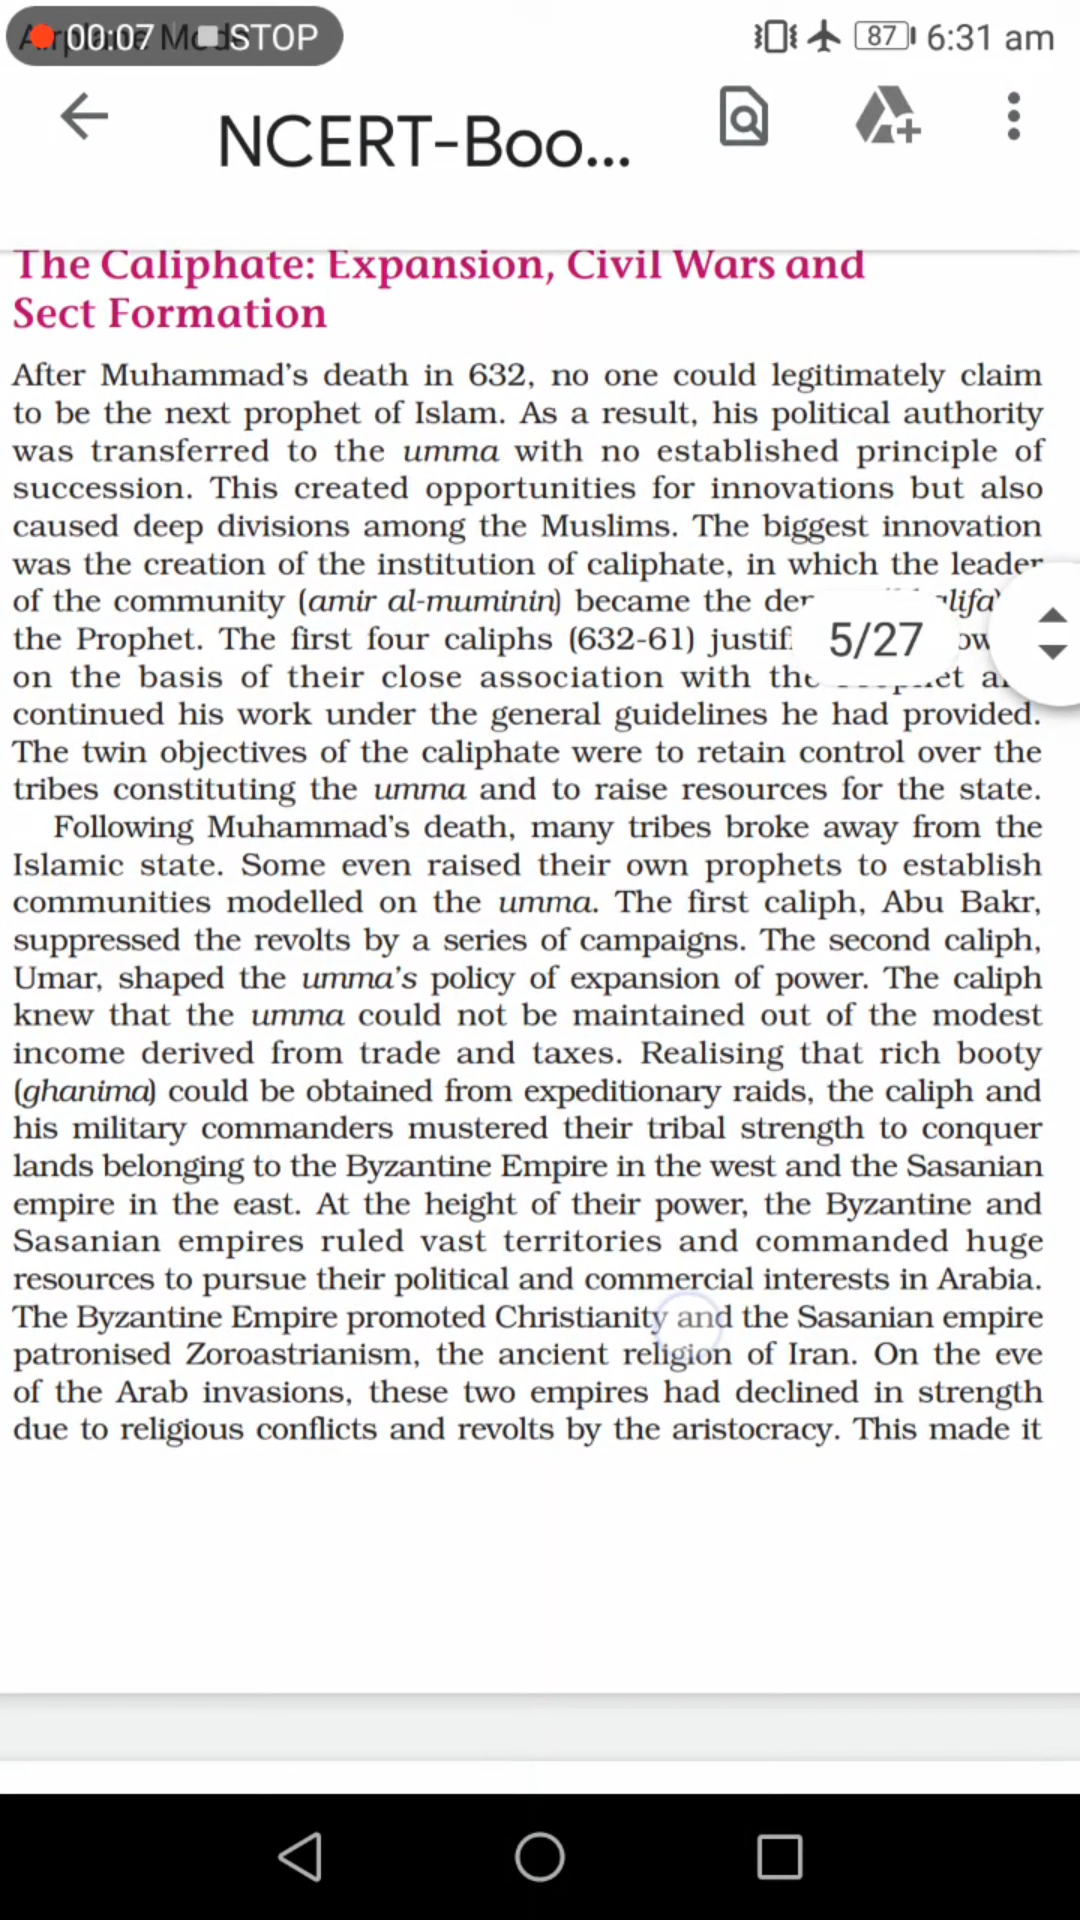 00:07 STOP
87 6:31 am
NCERT-Boo...
The Caliphate: Expansion, Civil Wars and
Sect Formation
After Muhammad's death in 632, no one could legitimately claim
to be the next prophet of Islam. As a result, his political authority
was transferred to the umma with no established principle of
succession. This created opportunities for innovations but also
caused deep divisions among the Muslims. The biggest innovation
was the creation of the institution of caliphate, in which the leader
of the community (amir al-muminin) became the
the Prophet. The first four caliphs (632-61)
5/27
on the basis of their close association with
continued his work under the general guidelines he had provided.
The twin objectives of the caliphate were to retain control over the
tribes constituting the umma and to raise resources for the state.
Following Muhammad's death, many tribes broke away from the
Islamic state. Some even raised their own prophets to establish
communities modelled on the umma. The first caliph, Abu Bakr,
suppressed the revolts by a series of campaigns. The second caliph,
Umar, shaped the umma's policy of expansion of power. The caliph
knew that the umma could not be maintained out of the modest
income derived from trade and taxes. Realising that rich booty
(ghanima) could be obtained from expeditionary raids, the caliph and
his military commanders mustered their tribal strength to conquer
lands belonging to the Byzantine Empire in the west and the Sasanian
empire in the east. At the height of their power, the Byzantine and
Sasanian empires ruled vast territories and commanded huge
resources to pursue their political and commercial interests in Arabia.
The Byzantine Empire promoted Christianity and the Sasanian empire
patronised Zoroastrianism, the ancient religion of Iran. On the eve
of the Arab invasions, these two empires had declined in strength
due to religious conflicts and revolts by the aristocracy. This made it